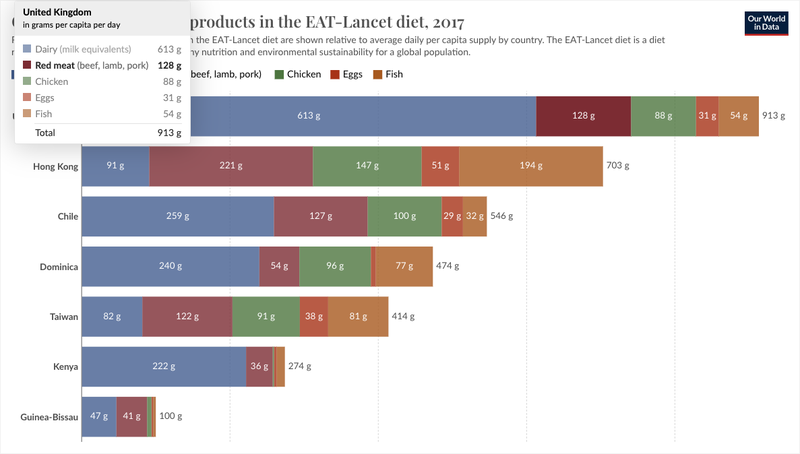 United Kingdom
in grams per capita per day
Dairy (milk equivalents) 613 g
Red meat (beef, lamb, pork) 128 g
Chicken 88 g
Eggs 31 g
Fish 54 g
Total 913 g
products in the EAT-Lancet diet, 2017
Our World
in Data
n the EAT-Lancet diet are shown relative to average daily per capita supply by country. The EAT-Lancet diet is a diet
ny nutrition and environmental sustainability for a global population.
beef, lamb, pork) Chicken Eggs Fish
613 g 128 g 88 g 31 g 54 g 913 g
Hong Kong 91 g 221 g 147 g 51 g 194 g 703 g
Chile 259 g 127 g 100 g 29 g 32 g 546 g
Dominica 240 g 54 g 96 g 77 g 474 g
Taiwan 82 g 122 g 91 g 38 g 81 g 414 g
Kenya 222 g 36 g 274 g
Guinea-Bissau 47 g 41 g 100 g